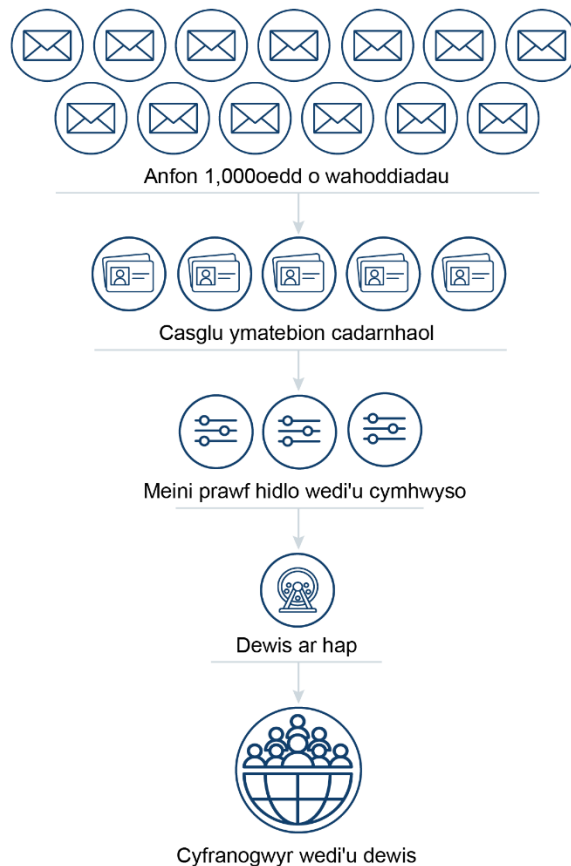 Anfon 1,000oedd o wahoddiadau
Casglu ymatebion cadarnhaol
Meini prawf hidlo wedi'u cymhwyso
Dewis ar hap
Cyfranogwyr wedi'u dewis